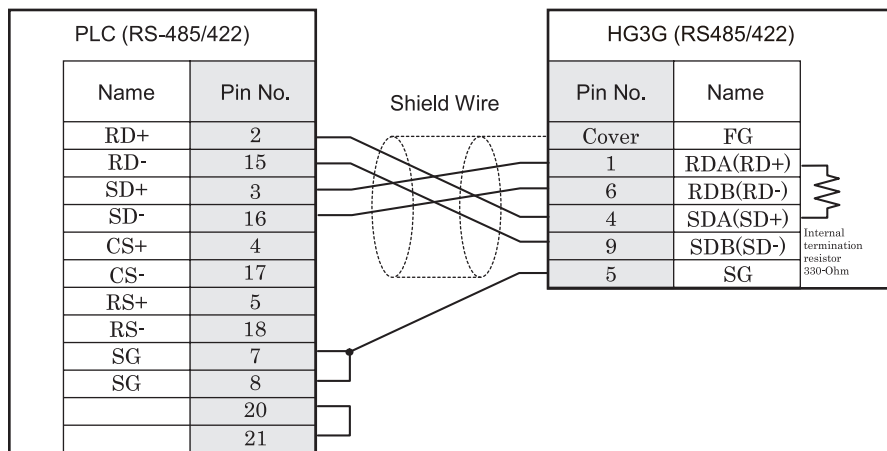 PLC (RS-485/422)
HG3G (RS485/422)
Name Pin No.
Shield Wire
Pin No. Name
RD+ 2
Cover FG
RD- 15
1 RDA(RD+)
SD+ 3
6 RDB(RD-)
SD- 16
4 SDA(SD+)
CS+ 4
9 SDB(SD-)
CS- 17
5 SG
Internal
termination
resistor
330-Ohm
RS+ 5
RS- 18
SG 7
SG 8
20
21